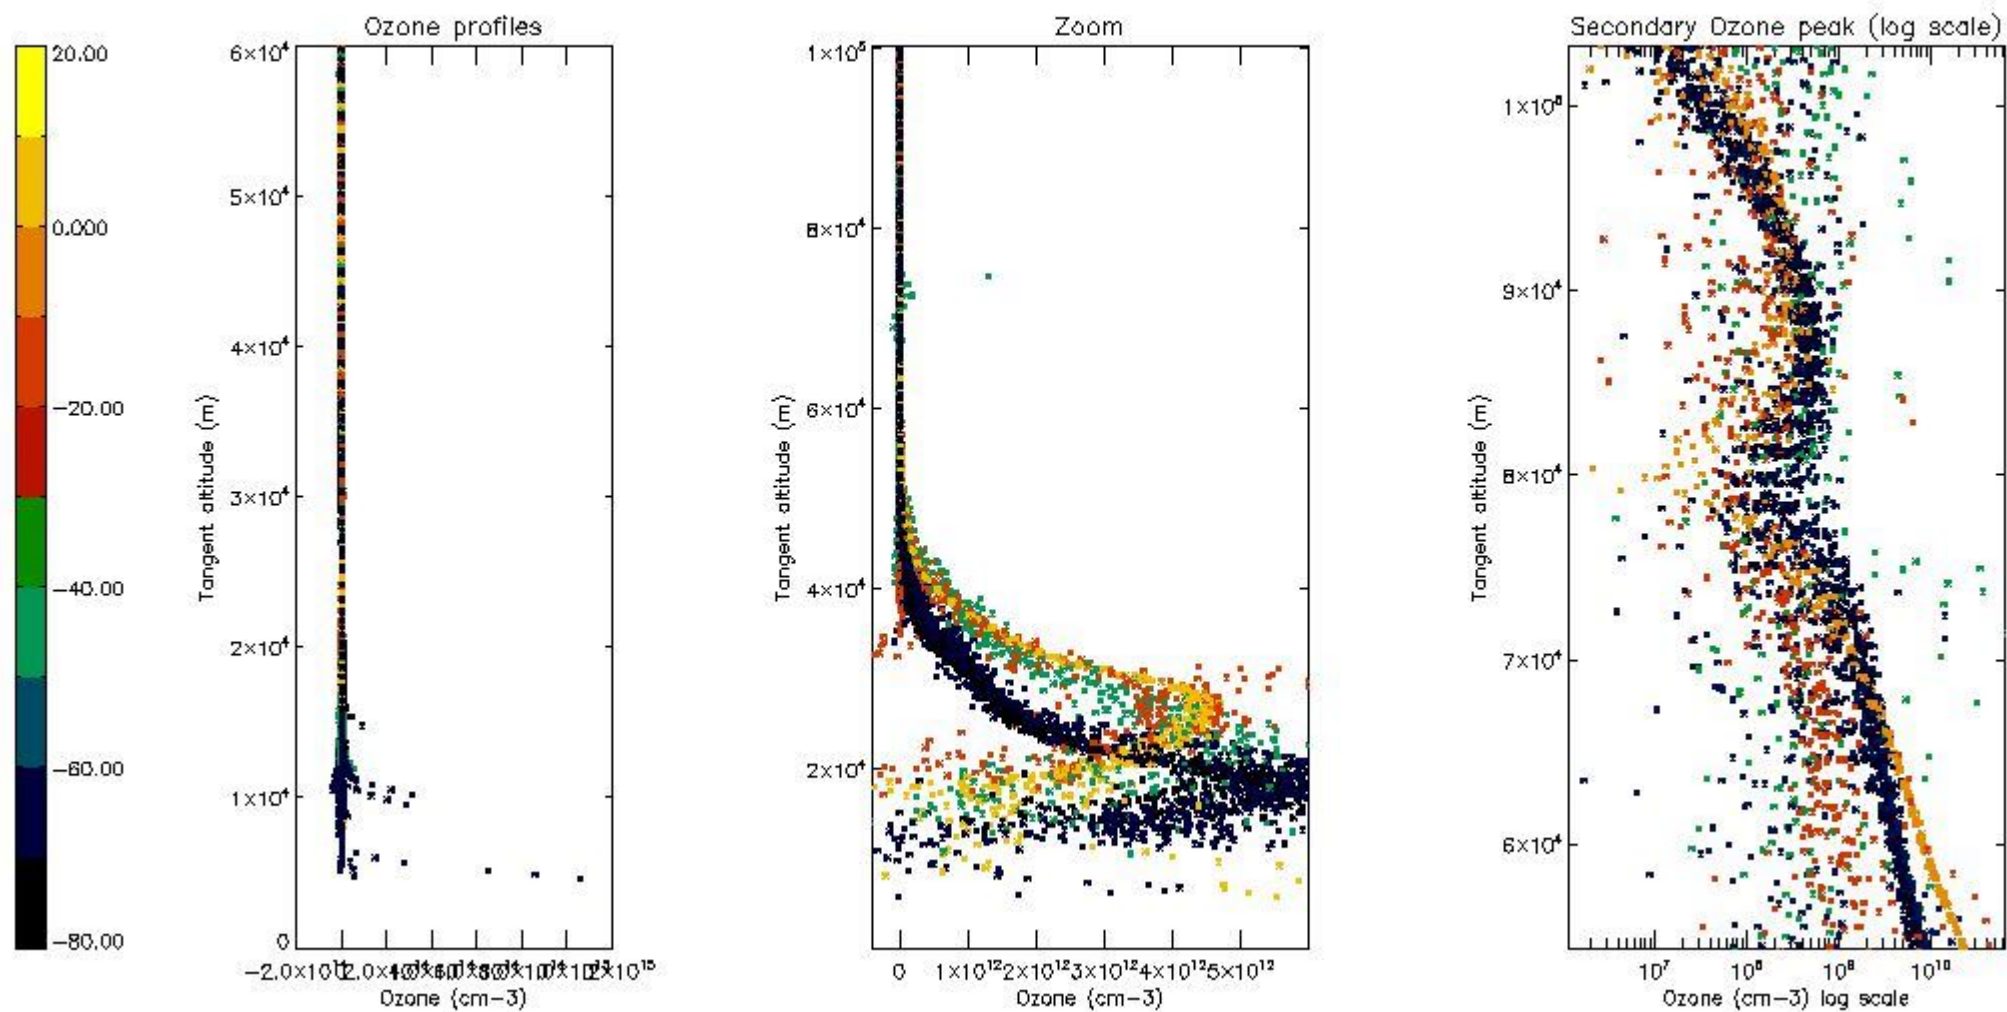 20.00
0.000
−20.00
−40.00
−60.00
−80.00
Ozone profiles
6×10⁴
5×10⁴
4×10⁴
3×10⁴
2×10⁴
1×10⁴
0
Tangent altitude (m)
Ozone (cm−3)
Zoom
1×10⁵
8×10⁴
6×10⁴
4×10⁴
2×10⁴
Tangent altitude (m)
0 1×10¹² 2×10¹² 3×10¹² 4×10¹² 5×10¹²
Ozone (cm−3)
Secondary Ozone peak (log scale)
1×10⁵
9×10⁴
8×10⁴
7×10⁴
6×10⁴
Tangent altitude (m)
10⁷ 10⁸ 10⁹ 10¹⁰
Ozone (cm−3) log scale